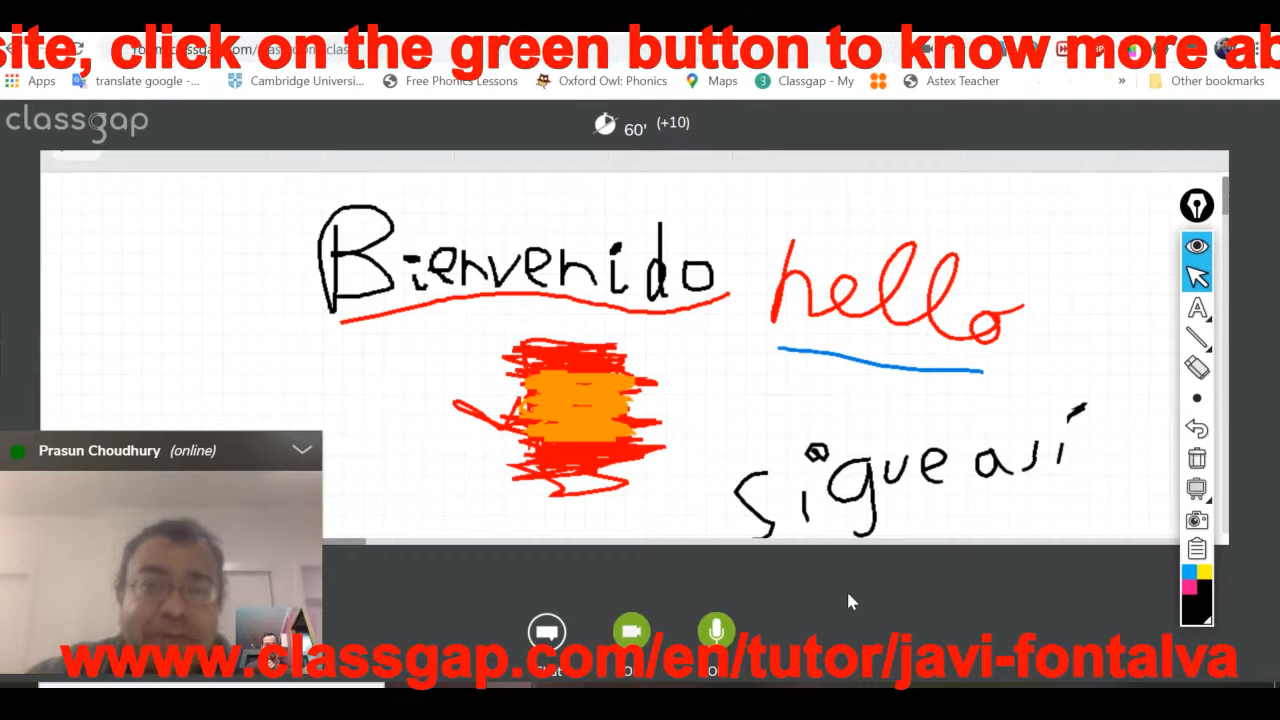 site, click on the green button to know more ab
Apps translate google -... Cambridge Universi... Free Phonics Lessons Oxford Owl: Phonics Maps Classgap - My Astex Teacher » Other bookmarks
classgap
60' (+10)
Bienvenido hello
Sigue así
Prasun Choudhury (online)
www.classgap.com/en/tutor/javi-fontalva